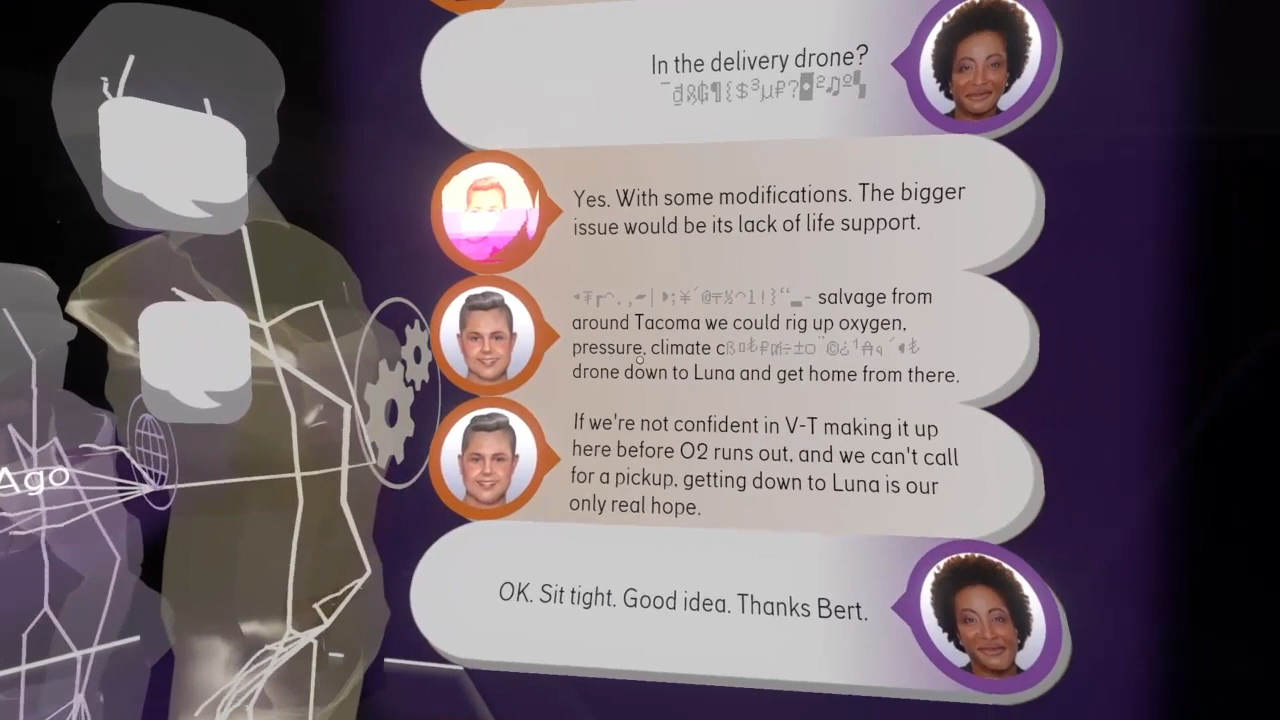 In the delivery drone?
Yes. With some modifications. The bigger
issue would be its lack of life support.
salvage from
around Tacoma we could rig up oxygen,
pressure, climate c
drone down to Luna and get home from there.
If we're not confident in V-T making it up
here before O2 runs out, and we can't call
for a pickup, getting down to Luna is our
only real hope.
Ago
OK. Sit tight. Good idea. Thanks Bert.